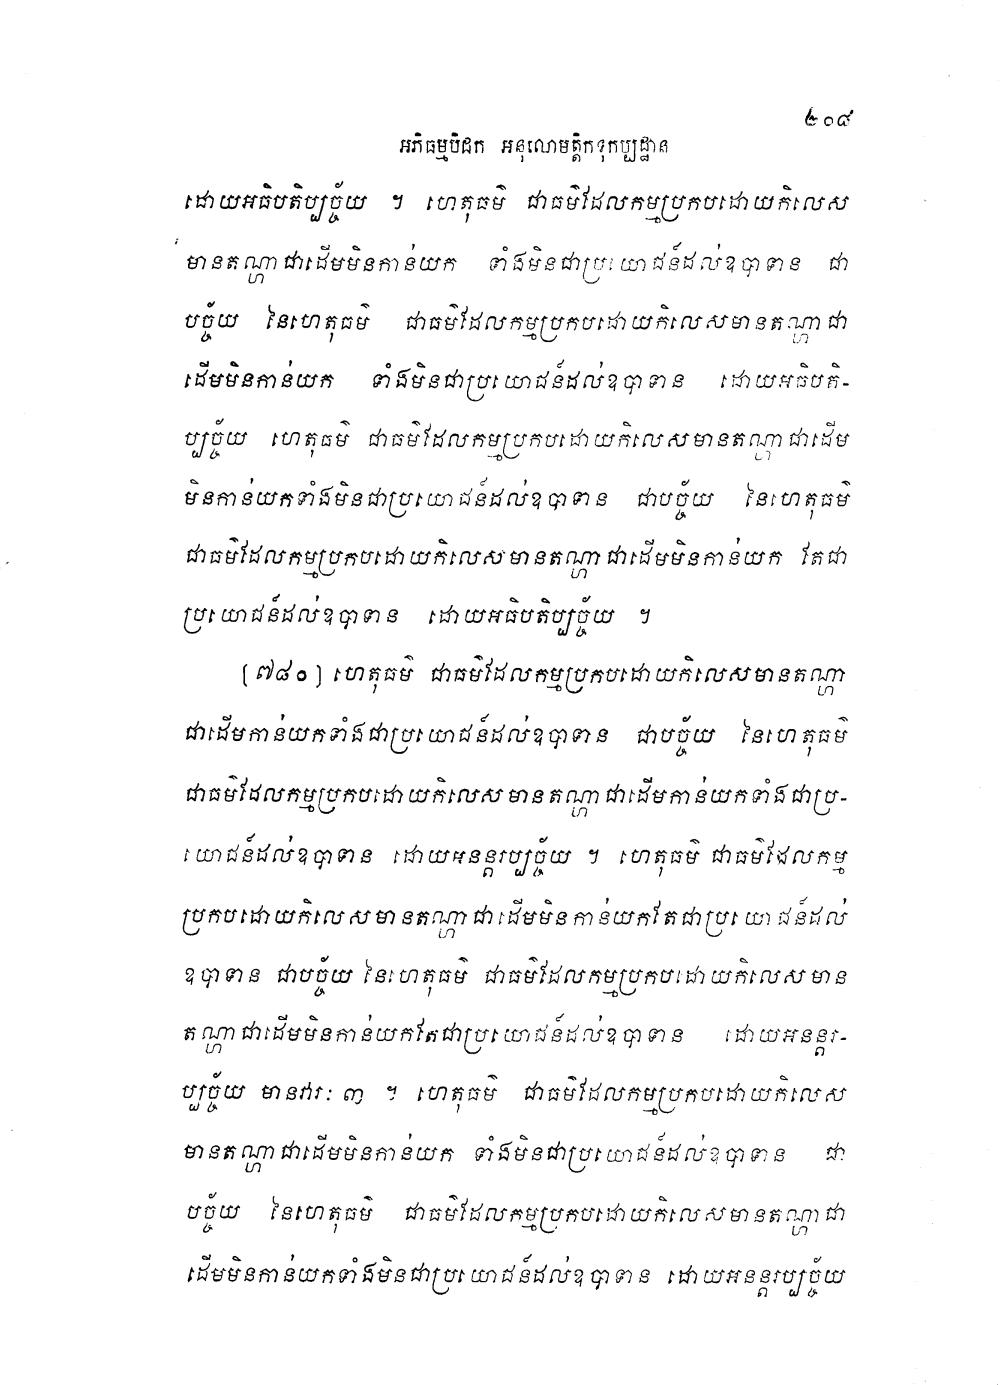 ២០៨
អភិធម្មបិដក អនុលោមត្តិកទុកប្បដ្ឋាន
ដោយអធិបតិប្បច្ច័យ ។ ហេតុធម៌ ជាធម៌ដែលកម្មប្រកបដោយកិលេស
មានតណ្ហាជាដើមមិនកាន់យក ទាំងមិនជាប្រយោជន៍ដល់ឧបាទាន ជា
បច្ច័យ នៃហេតុធម៌ ជាធម៌ដែលកម្មប្រកបដោយកិលេសមានតណ្ហាជា
ដើមមិនកាន់យក ទាំងមិនជាប្រយោជន៍ដល់ឧបាទាន ដោយអធិបតិ-
ប្បច្ច័យ ហេតុធម៌ ជាធម៌ដែលកម្មប្រកបដោយកិលេសមានតណ្ហាជាដើម
មិនកាន់យកទាំងមិនជាប្រយោជន៍ដល់ឧបាទាន ជាបច្ច័យ នៃហេតុធម៌
ជាធម៌ដែលកម្មប្រកបដោយកិលេសមានតណ្ហាជាដើមមិនកាន់យក តែជា
ប្រយោជន៍ដល់ឧបាទាន ដោយអធិបតិប្បច្ច័យ ។
[៧៨០] ហេតុធម៌ ជាធម៌ដែលកម្មប្រកបដោយកិលេសមានតណ្ហា
ជាដើមកាន់យកទាំងជាប្រយោជន៍ដល់ឧបាទាន ជាបច្ច័យ នៃហេតុធម៌
ជាធម៌ដែលកម្មប្រកបដោយកិលេសមានតណ្ហាជាដើមកាន់យកទាំងជាប្រ-
យោជន៍ដល់ឧបាទាន ដោយអនន្តរប្បច្ច័យ ។ ហេតុធម៌ ជាធម៌ដែលកម្ម
ប្រកបដោយកិលេសមានតណ្ហាជាដើមមិនកាន់យកតែជាប្រយោជន៍ដល់
ឧបាទាន ជាបច្ច័យ នៃហេតុធម៌ ជាធម៌ដែលកម្មប្រកបដោយកិលេសមាន
តណ្ហាជាដើមមិនកាន់យកតែជាប្រយោជន៍ដល់ឧបាទាន ដោយអនន្តរ-
ប្បច្ច័យ មានវារៈ ៣ ។ ហេតុធម៌ ជាធម៌ដែលកម្មប្រកបដោយកិលេស
មានតណ្ហាជាដើមមិនកាន់យក ទាំងមិនជាប្រយោជន៍ដល់ឧបាទាន ជា
បច្ច័យ នៃហេតុធម៌ ជាធម៌ដែលកម្មប្រកបដោយកិលេសមានតណ្ហាជា
ដើមមិនកាន់យកទាំងមិនជាប្រយោជន៍ដល់ឧបាទាន ដោយអនន្តរប្បច្ច័យ